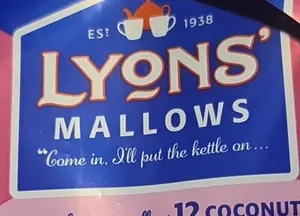 EST 1938
LYONS'
MALLOWS
"Come in, I'll put the kettle on...
12 COCONUT